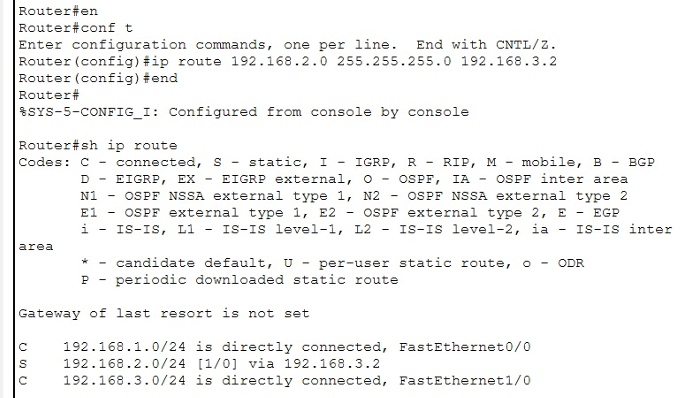 Router#en
Router#conf t
Enter configuration commands, one per line.  End with CNTL/Z.
Router(config)#ip route 192.168.2.0 255.255.255.0 192.168.3.2
Router(config)#end
Router#
%SYS-5-CONFIG_I: Configured from console by console
Router#sh ip route
Codes: C - connected, S - static, I - IGRP, R - RIP, M - mobile, B - BGP
       D - EIGRP, EX - EIGRP external, O - OSPF, IA - OSPF inter area
       N1 - OSPF NSSA external type 1, N2 - OSPF NSSA external type 2
       E1 - OSPF external type 1, E2 - OSPF external type 2, E - EGP
       i - IS-IS, L1 - IS-IS level-1, L2 - IS-IS level-2, ia - IS-IS inter
area
       * - candidate default, U - per-user static route, o - ODR
       P - periodic downloaded static route
Gateway of last resort is not set
C    192.168.1.0/24 is directly connected, FastEthernet0/0
S    192.168.2.0/24 [1/0] via 192.168.3.2
C    192.168.3.0/24 is directly connected, FastEthernet1/0